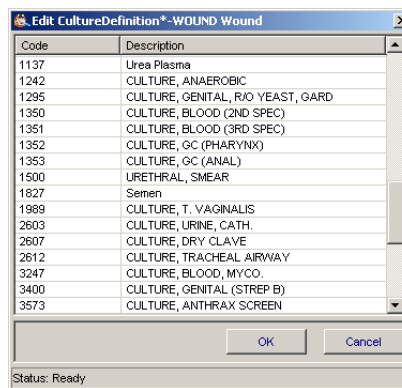 Edit CultureDefinition*-WOUND Wound
Code Description
1137 Urea Plasma
1242 CULTURE, ANAEROBIC
1295 CULTURE, GENITAL, R/O YEAST, GARD
1350 CULTURE, BLOOD (2ND SPEC)
1351 CULTURE, BLOOD (3RD SPEC)
1352 CULTURE, GC (PHARYNX)
1353 CULTURE, GC (ANAL)
1500 URETHRAL, SMEAR
1827 Semen
1989 CULTURE, T. VAGINALIS
2603 CULTURE, URINE, CATH.
2607 CULTURE, DRY CLAVE
2612 CULTURE, TRACHEAL AIRWAY
3247 CULTURE, BLOOD, MYCO.
3400 CULTURE, GENITAL (STREP B)
3573 CULTURE, ANTHRAX SCREEN
OK Cancel
Status: Ready